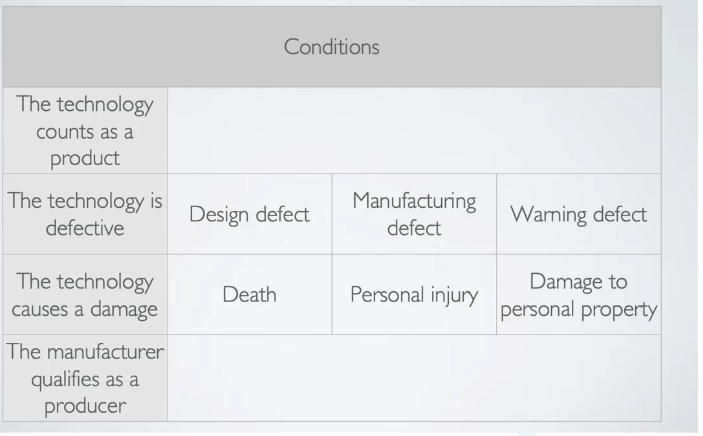 Conditions
The technology
counts as a
product
The technology is
defective
Design defect
Manufacturing
defect
Warning defect
The technology
causes a damage
Death
Personal injury
Damage to
personal property
The manufacturer
qualifies as a
producer